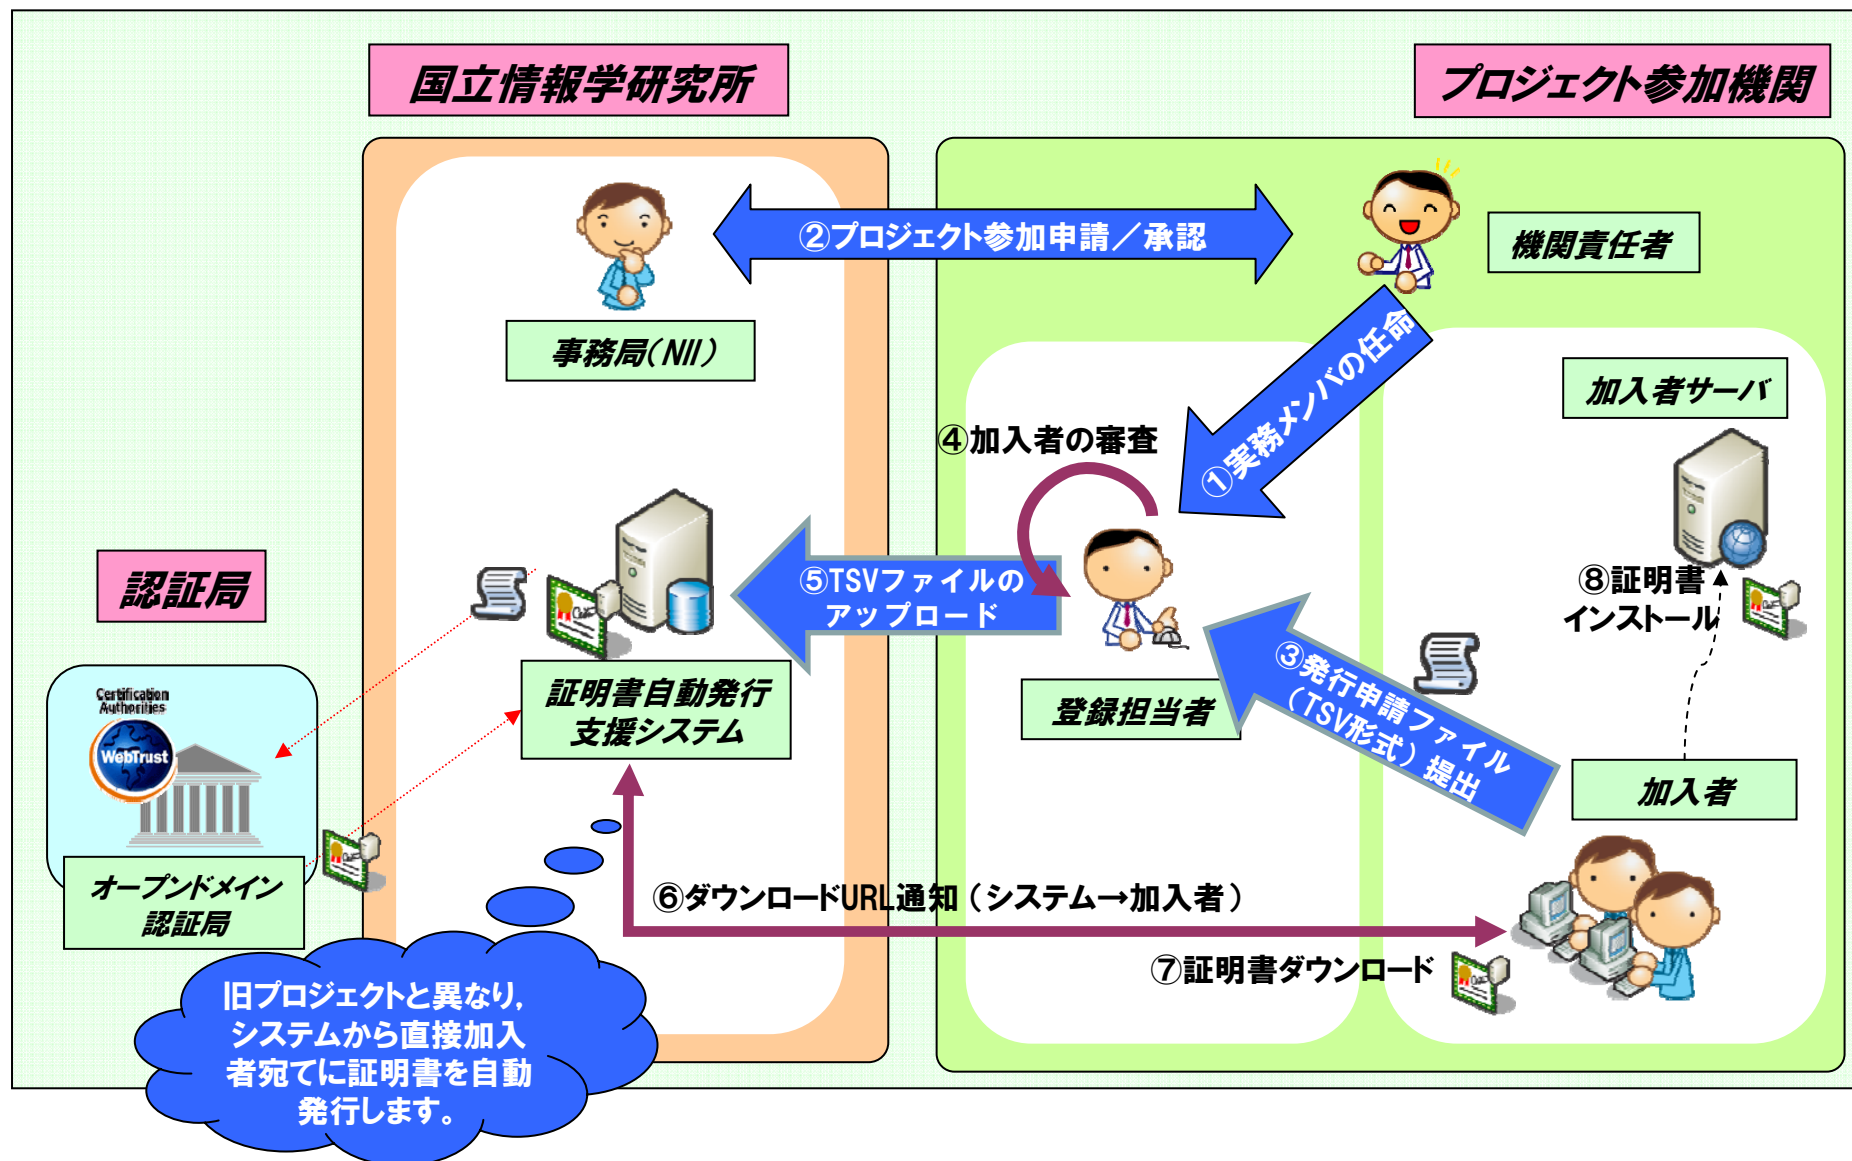 国立情報学研究所
プロジェクト参加機関
②プロジェクト参加申請／承認
機関責任者
事務局(NII)
①実務メンバの任命
加入者サーバ
④加入者の審査
⑤TSVファイルの
アップロード
⑧証明書
インストール
認証局
Certification
Authorities
WebTrust
証明書自動発行
支援システム
登録担当者
③発行申請ファイル
（TSV形式）提出
加入者
オープンドメイン
認証局
⑥ダウンロードURL通知（システム→加入者）
⑦証明書ダウンロード
旧プロジェクトと異なり,
システムから直接加入
者宛てに証明書を自動
発行します。